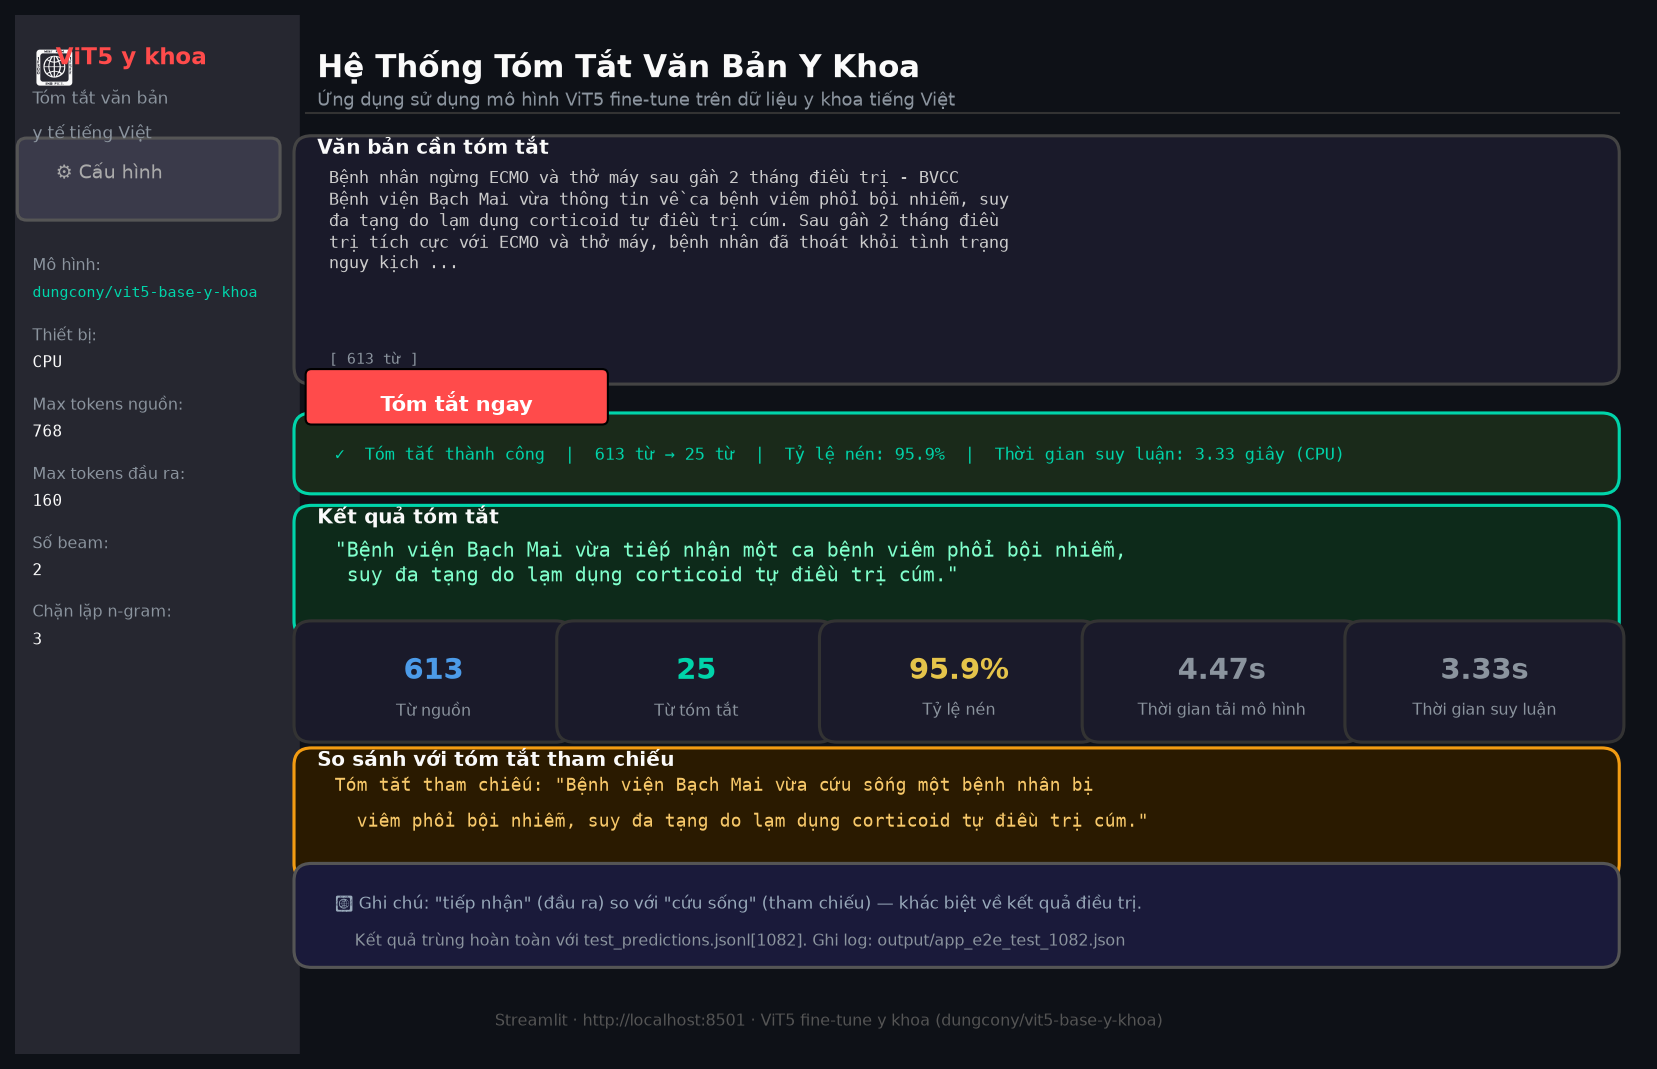 ViT5 y khoa
Tóm tắt văn bản
y tế tiếng Việt
⚙ Cấu hình
Mô hình:
dungcony/vit5-base-y-khoa
Thiết bị:
CPU
Max tokens nguồn:
768
Max tokens đầu ra:
160
Số beam:
2
Chặn lặp n-gram:
3
Hệ Thống Tóm Tắt Văn Bản Y Khoa
Ứng dụng sử dụng mô hình ViT5 fine-tune trên dữ liệu y khoa tiếng Việt
Văn bản cần tóm tắt
Bệnh nhân ngừng ECMO và thở máy sau gần 2 tháng điều trị - BVCC
Bệnh viện Bạch Mai vừa thông tin về ca bệnh viêm phổi bội nhiễm, suy
đa tạng do lạm dụng corticoid tự điều trị cúm. Sau gần 2 tháng điều
trị tích cực với ECMO và thở máy, bệnh nhân đã thoát khỏi tình trạng
nguy kịch ...
[ 613 từ ]
Tóm tắt ngay
✓ Tóm tắt thành công | 613 từ → 25 từ | Tỷ lệ nén: 95.9% | Thời gian suy luận: 3.33 giây (CPU)
Kết quả tóm tắt
"Bệnh viện Bạch Mai vừa tiếp nhận một ca bệnh viêm phổi bội nhiễm,
suy đa tạng do lạm dụng corticoid tự điều trị cúm."
613
Từ nguồn
25
Từ tóm tắt
95.9%
Tỷ lệ nén
4.47s
Thời gian tải mô hình
3.33s
Thời gian suy luận
So sánh với tóm tắt tham chiếu
Tóm tắt tham chiếu: "Bệnh viện Bạch Mai vừa cứu sống một bệnh nhân bị
viêm phổi bội nhiễm, suy đa tạng do lạm dụng corticoid tự điều trị cúm."
Ghi chú: "tiếp nhận" (đầu ra) so với "cứu sống" (tham chiếu) — khác biệt về kết quả điều trị.
Kết quả trùng hoàn toàn với test_predictions.jsonl[1082]. Ghi log: output/app_e2e_test_1082.json
Streamlit · http://localhost:8501 · ViT5 fine-tune y khoa (dungcony/vit5-base-y-khoa)